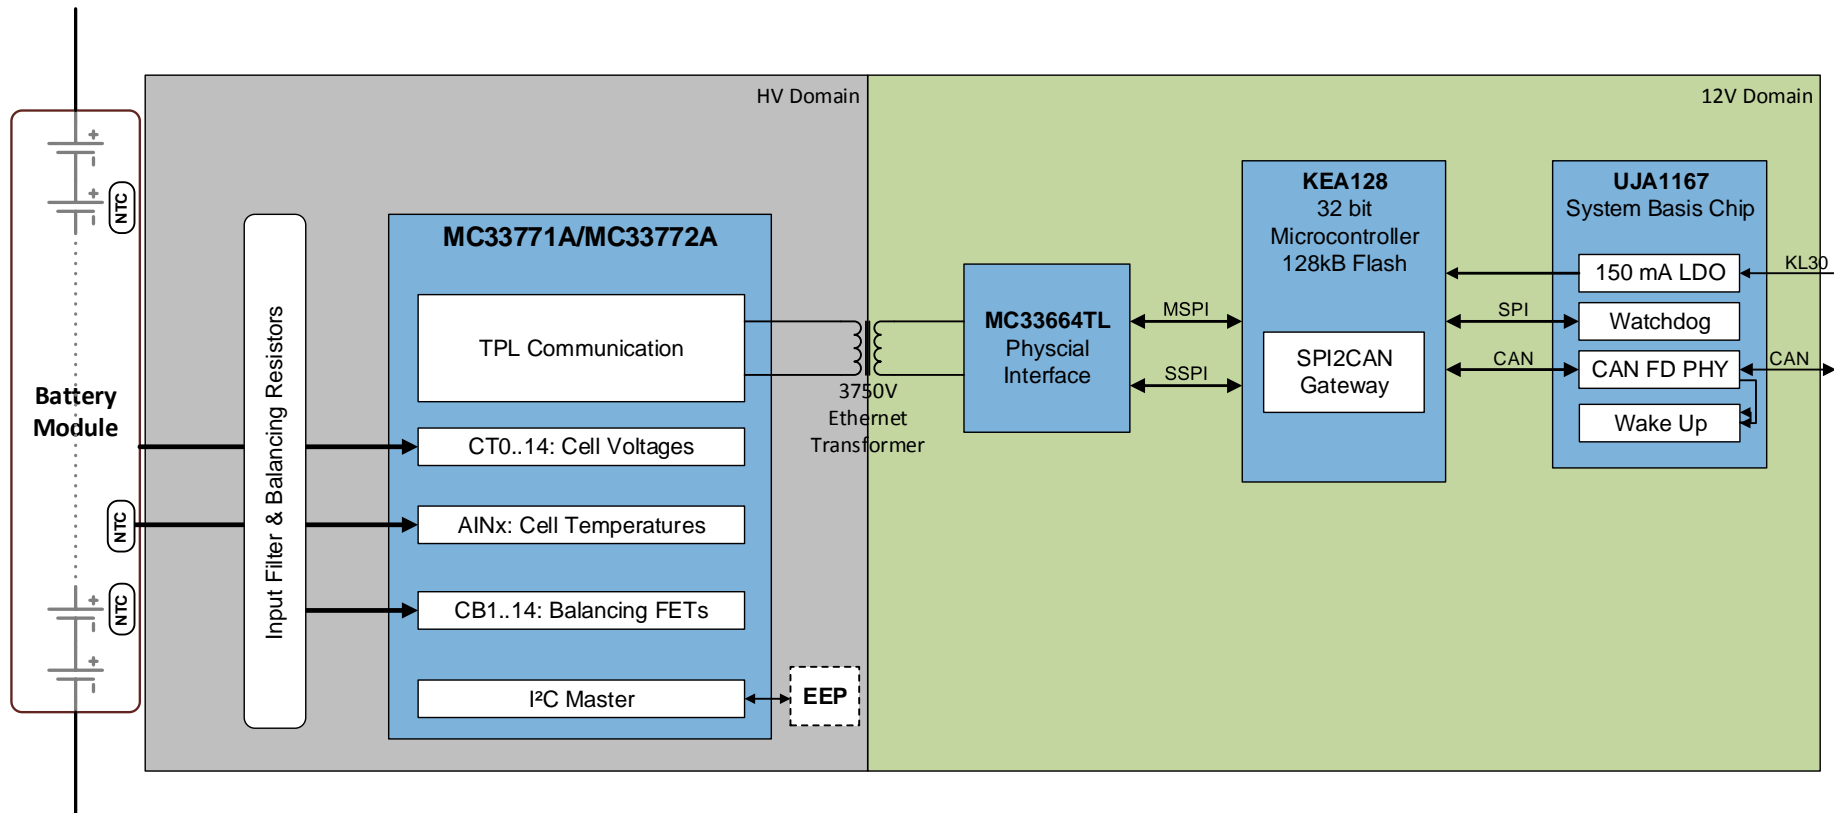 HV Domain
12V Domain
Battery
Module
+
+
NTC
NTC
+
NTC
+
Input Filter & Balancing Resistors
MC33771A/MC33772A
TPL Communication
CT0..14: Cell Voltages
AINx: Cell Temperatures
CB1..14: Balancing FETs
I²C Master
EEP
3750V
Ethernet
Transformer
MC33664TL
Physcial
Interface
MSPI
SSPI
KEA128
32 bit
Microcontroller
128kB Flash
SPI2CAN
Gateway
SPI
CAN
UJA1167
System Basis Chip
150 mA LDO
Watchdog
CAN FD PHY
Wake Up
KL30
CAN